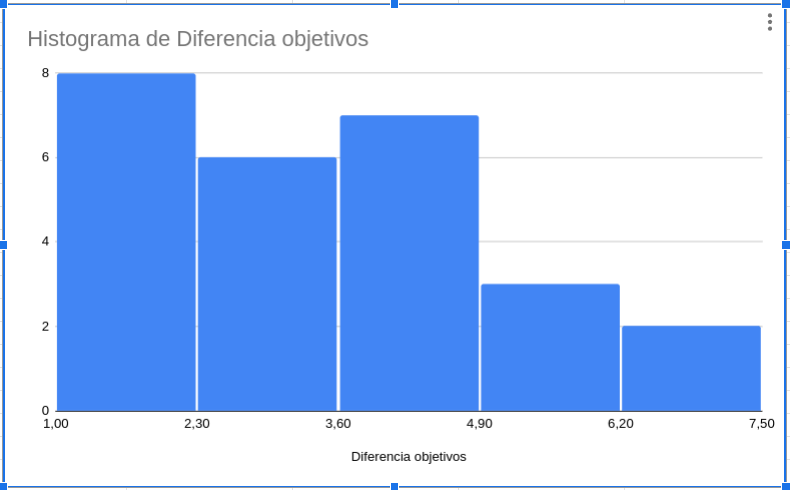 Histograma de Diferencia objetivos
8
6
4
2
0
1,00 2,30 3,60 4,90 6,20 7,50
Diferencia objetivos